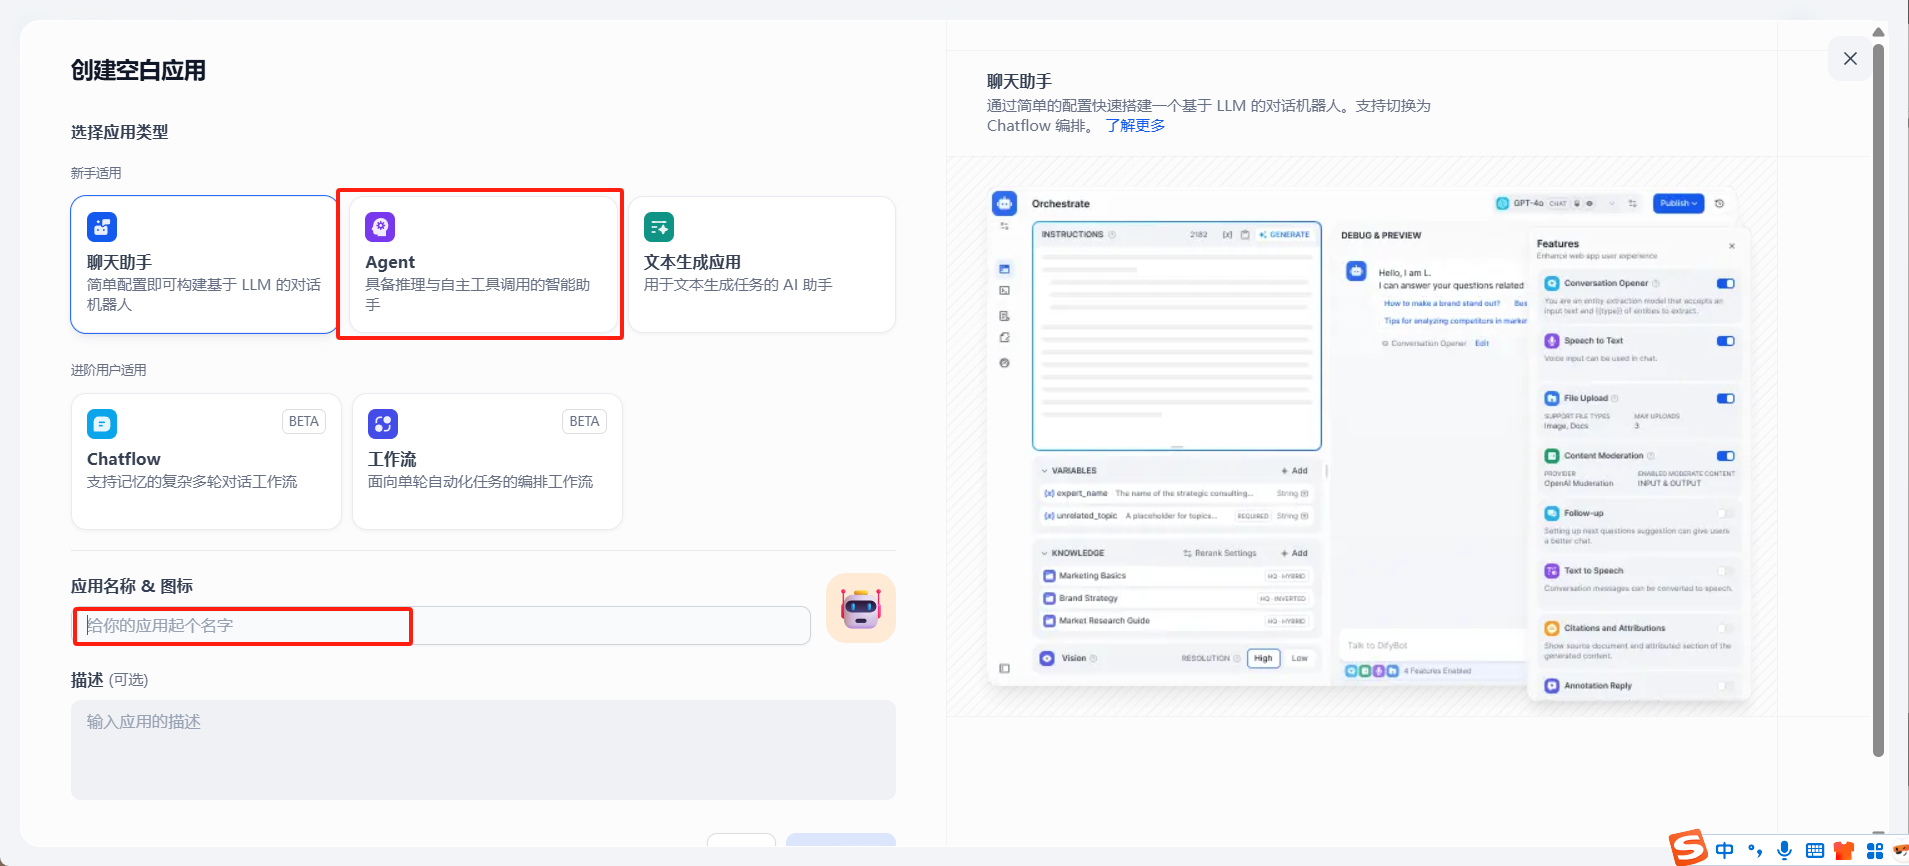 创建空白应用
选择应用类型
新手适用
聊天助手
简单配置即可构建基于 LLM 的对话
机器人
Agent
具备推理与自主工具调用的智能助
手
文本生成应用
用于文本生成任务的 AI 助手
进阶用户适用
BETA
Chatflow
支持记忆的复杂多轮对话工作流
BETA
工作流
面向单轮自动化任务的编排工作流
应用名称 & 图标
给你的应用起个名字
描述 (可选)
输入应用的描述
聊天助手
通过简单的配置快速搭建一个基于 LLM 的对话机器人。支持切换为
Chatflow 编排。 了解更多
Orchestrate
GPT-4o CHAT
Publish
INSTRUCTIONS
2182
GENERATE
VARIABLES
+ Add
{x} expert_name The name of the strategic consulting... String
{x} unrelated_topic A placeholder for topics... REQUIRED String
KNOWLEDGE
Rerank Settings
+ Add
Marketing Basics HQ · HYBRID
Brand Strategy HQ · INVERTED
Market Research Guide HQ · HYBRID
Vision
RESOLUTION
High
Low
DEBUG & PREVIEW
Hello, I am L.
I can answer your questions related
How to make a brand stand out? Bes
Tips for analyzing competitors in market
Conversation Opener Edit
Talk to DifyBot
4 Features Enabled
Features
Enhance web app user experience
Conversation Opener
You are an entity extraction model that accepts an
input text and {{type}} of entities to extract.
Speech to Text
Voice input can be used in chat.
File Upload
SUPPORT FILE TYPES MAX UPLOADS
Image, Docs 3
Content Moderation
PROVIDER ENABLED MODERATE CONTENT
OpenAI Moderation INPUT & OUTPUT
Follow-up
Setting up next questions suggestion can give users
a better chat.
Text to Speech
Conversation messages can be converted to speech.
Citations and Attributions
Show source document and attributed section of the
generated content.
Annotation Reply
中